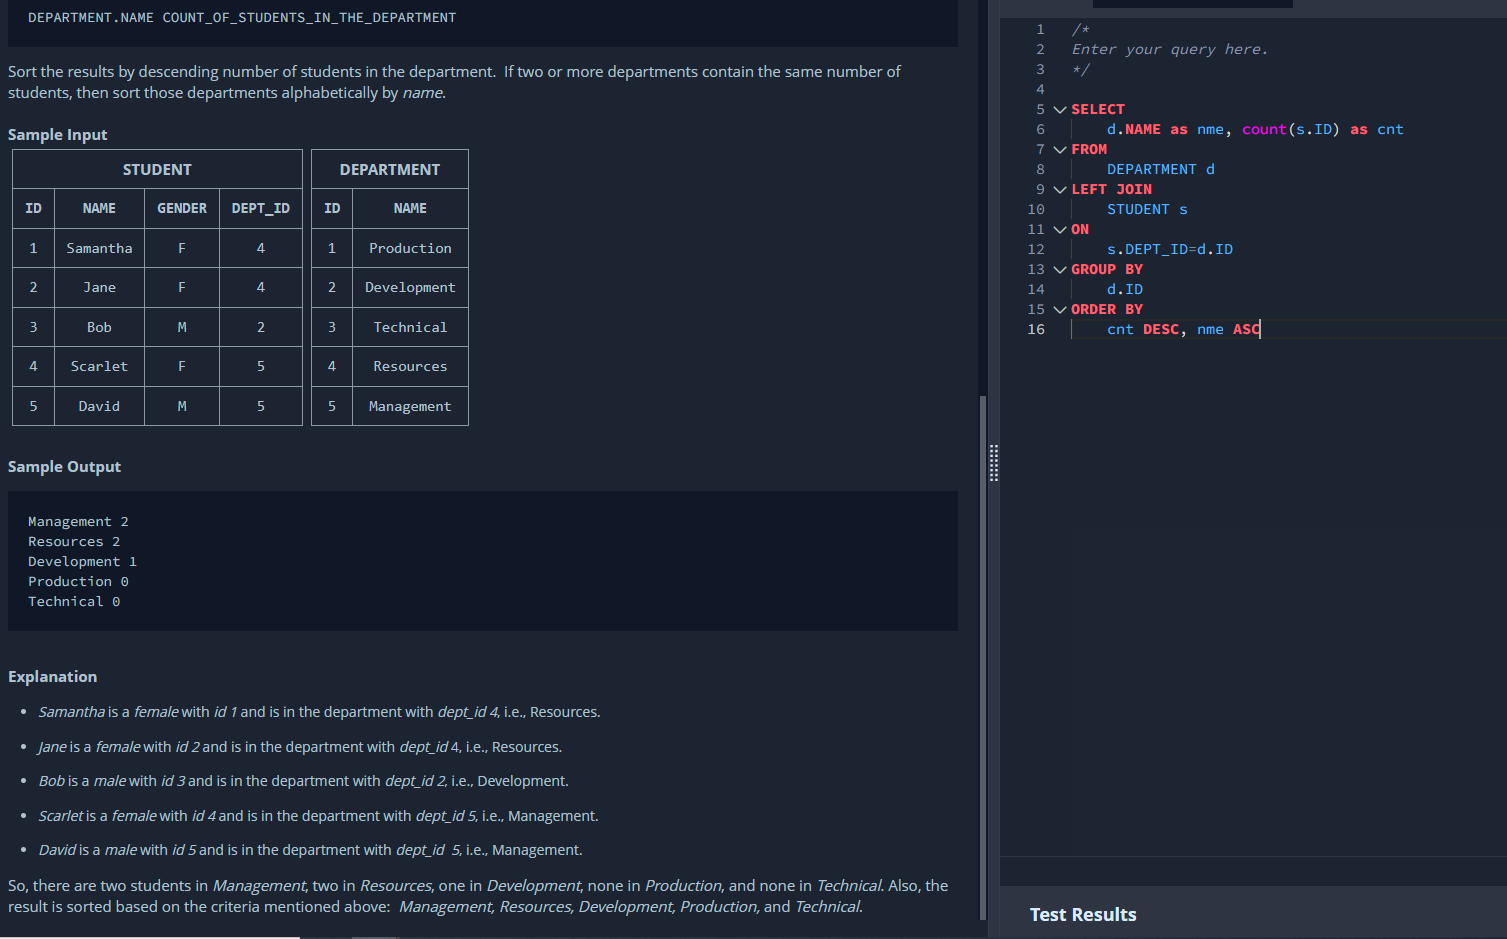 DEPARTMENT.NAME COUNT_OF_STUDENTS_IN_THE_DEPARTMENT
Sort the results by descending number of students in the department.  If two or more departments contain the same number of
students, then sort those departments alphabetically by name.
Sample Input
STUDENT DEPARTMENT
ID NAME GENDER DEPT_ID ID NAME
1 Samantha F 4 1 Production
2 Jane F 4 2 Development
3 Bob M 2 3 Technical
4 Scarlet F 5 4 Resources
5 David M 5 5 Management
Sample Output
Management 2
Resources 2
Development 1
Production 0
Technical 0
Explanation
• Samantha is a female with id 1 and is in the department with dept_id 4, i.e., Resources.
• Jane is a female with id 2 and is in the department with dept_id 4, i.e., Resources.
• Bob is a male with id 3 and is in the department with dept_id 2, i.e., Development.
• Scarlet is a female with id 4 and is in the department with dept_id 5, i.e., Management.
• David is a male with id 5 and is in the department with dept_id  5, i.e., Management.
So, there are two students in Management, two in Resources, one in Development, none in Production, and none in Technical. Also, the
result is sorted based on the criteria mentioned above:  Management, Resources, Development, Production, and Technical.
1 /*
2 Enter your query here.
3 */
4
5 SELECT
6     d.NAME as nme, count(s.ID) as cnt
7 FROM
8     DEPARTMENT d
9 LEFT JOIN
10     STUDENT s
11 ON
12     s.DEPT_ID=d.ID
13 GROUP BY
14     d.ID
15 ORDER BY
16     cnt DESC, nme ASC
Test Results